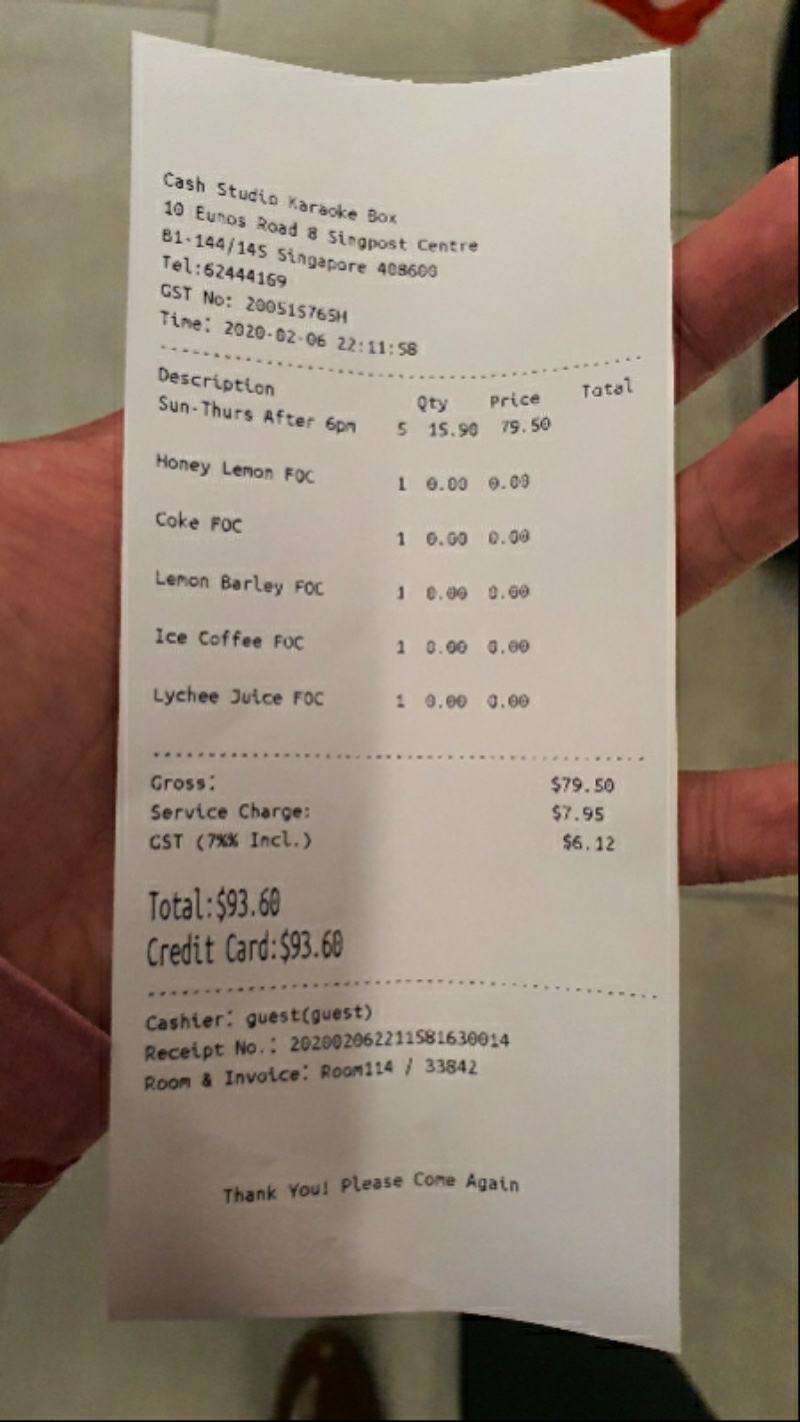 Cash Studio Karaoke Box
10 Eunos Road 8 Singpost Centre
B1-144/145 Singapore 408600
Tel:62444169
GST No: 200515765H
Time: 2020-02-06 22:11:58
Description Qty Price Total
Sun-Thurs After 6pm 5 15.90 79.50
Honey Lemon FOC 1 0.00 0.00
Coke FOC 1 0.00 0.00
Lemon Barley FOC 1 0.00 0.00
Ice Coffee FOC 1 0.00 0.00
Lychee Juice FOC 1 0.00 0.00
Gross: $79.50
Service Charge: $7.95
GST (7%% Incl.) $6.12
Total:$93.60
Credit Card:$93.60
Cashier: guest(guest)
Receipt No.: 202002062211581630014
Room & Invoice: Room114 / 33842
Thank You! Please Come Again